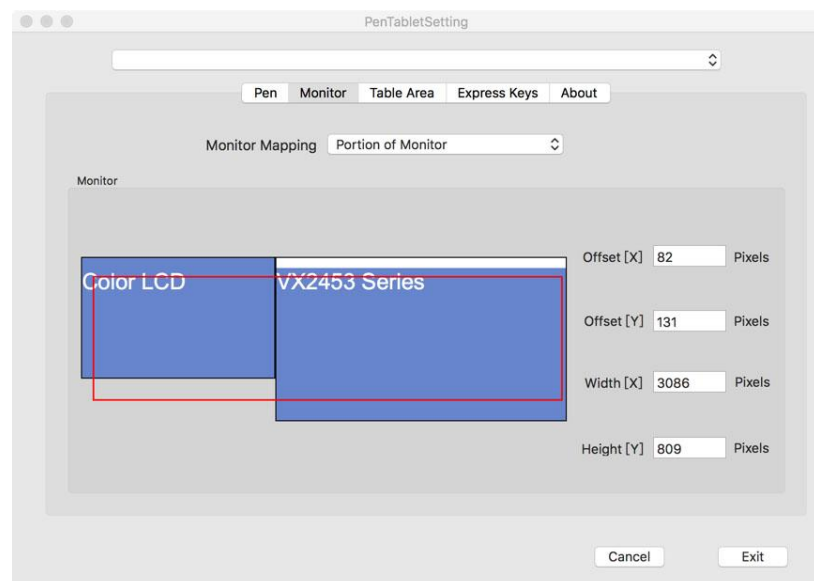 PenTabletSetting
Pen Monitor Table Area Express Keys About
Monitor Mapping Portion of Monitor
Monitor
Color LCD VX2453 Series
Offset [X] 82 Pixels
Offset [Y] 131 Pixels
Width [X] 3086 Pixels
Height [Y] 809 Pixels
Cancel Exit